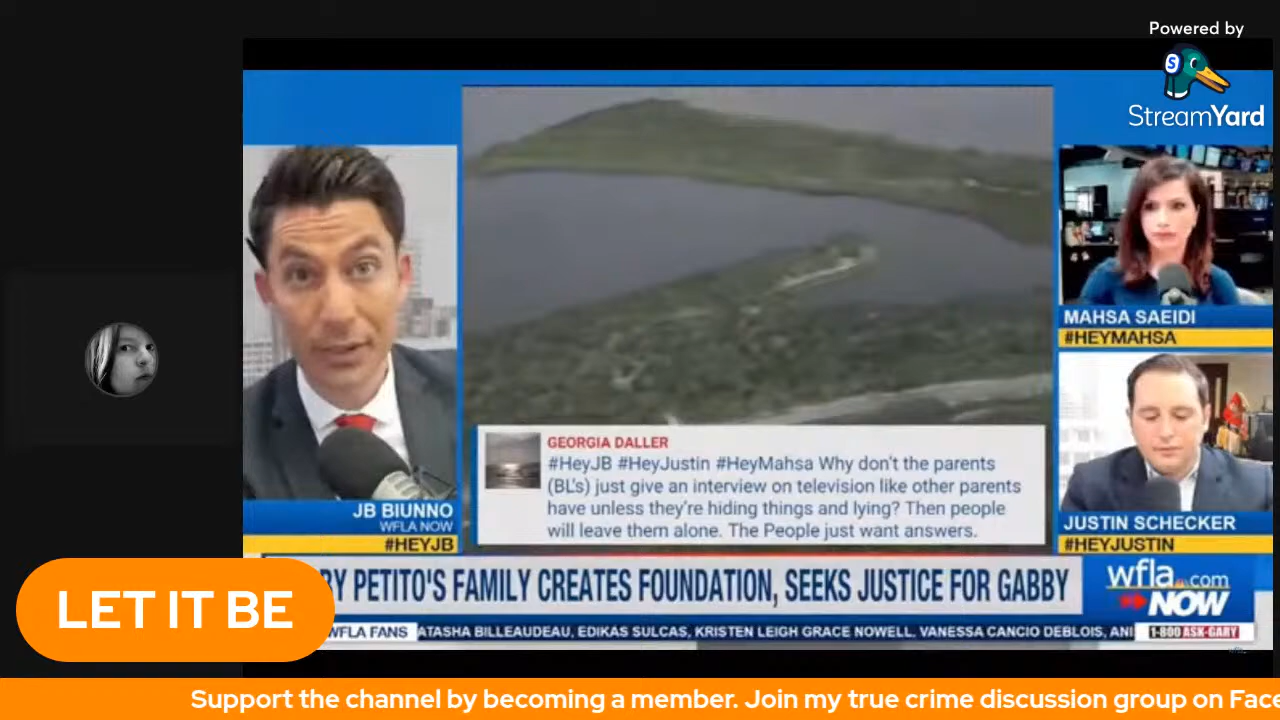 Powered by
StreamYard
MAHSA SAEIDI
#HEYMAHSA
GEORGIA DALLER
#HeyJB #HeyJustin #HeyMahsa Why don't the parents
(BL's) just give an interview on television like other parents
have unless they're hiding things and lying? Then people
will leave them alone. The People just want answers.
JB BIUNNO
WFLA NOW
#HEYJB
JUSTIN SCHECKER
#HEYJUSTIN
LET IT BE
BY PETITO'S FAMILY CREATES FOUNDATION, SEEKS JUSTICE FOR GABBY
wfla.com
NOW
WFLA FANS
ATASHA BILLEAUDEAU, EDIKAS SULCAS, KRISTEN LEIGH GRACE NOWELL, VANESSA CANCIO DEBLOIS, ANI
1-800 ASK-GARY
Support the channel by becoming a member. Join my true crime discussion group on Face